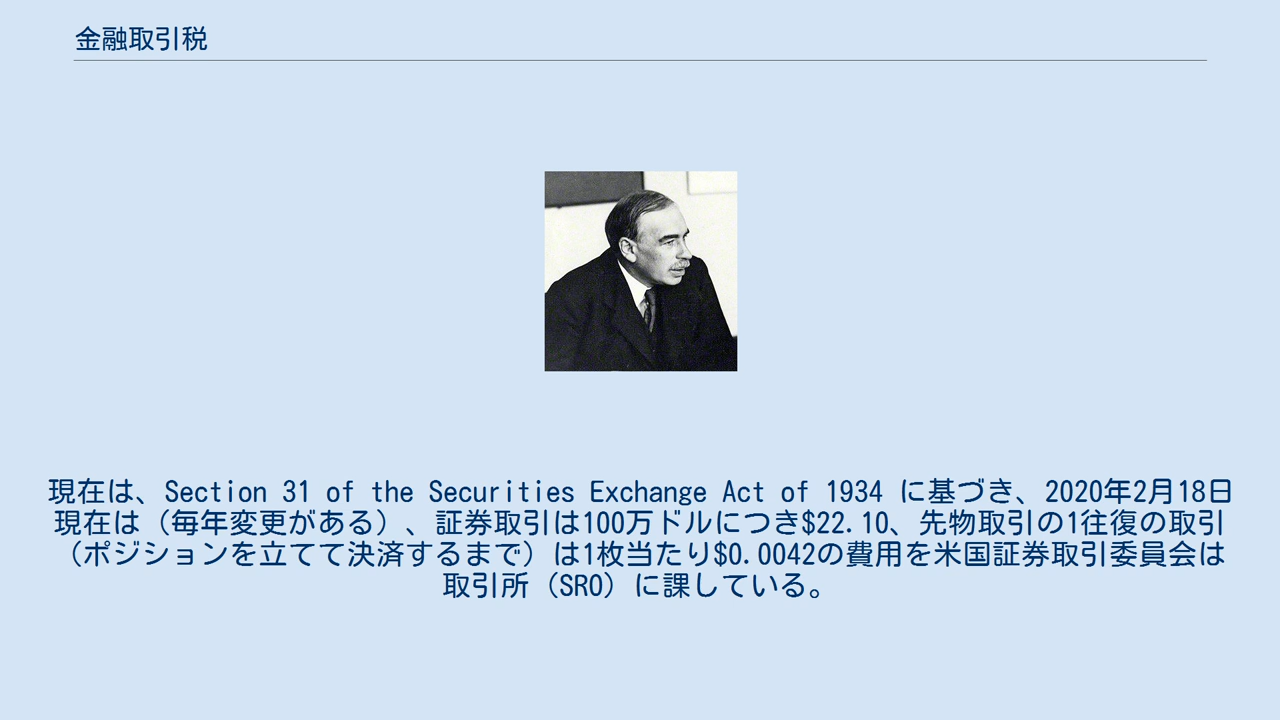 金融取引税
現在は、Section 31 of the Securities Exchange Act of 1934 に基づき、2020年2月18日
現在は（毎年変更がある）、証券取引は100万ドルにつき$22.10、先物取引の1往復の取引
（ポジションを立てて決済するまで）は1枚当たり$0.0042の費用を米国証券取引委員会は
取引所（SRO）に課している。